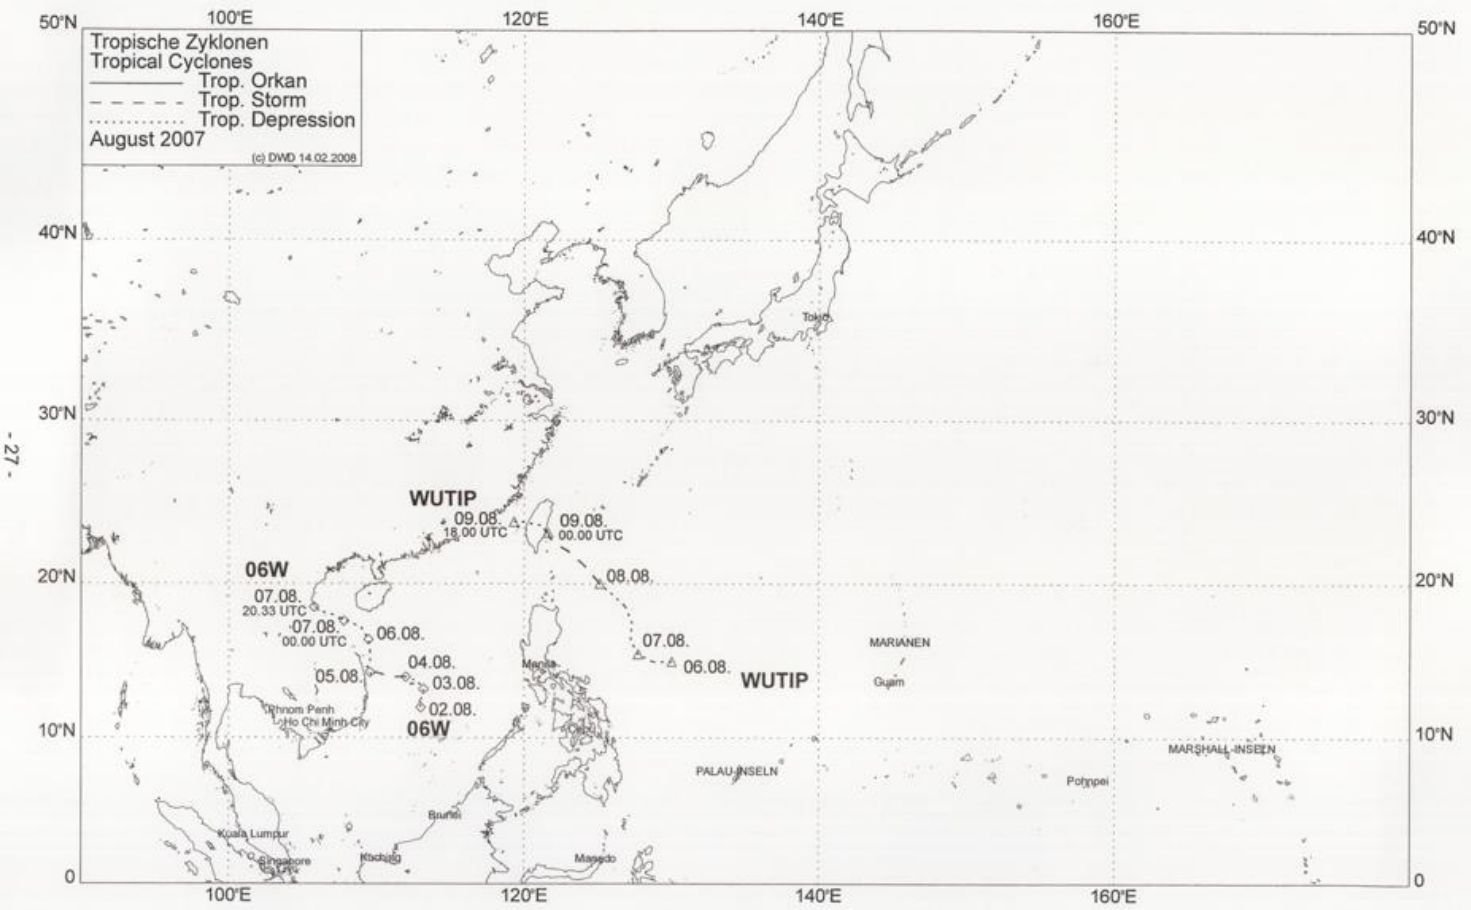 100°E 120°E 140°E 160°E
50°N 50°N
Tropische Zyklonen
Tropical Cyclones
Trop. Orkan
Trop. Storm
Trop. Depression
August 2007
(c) DWD 14.02.2008
40°N 40°N
Tokio
30°N 30°N
- 27 -
WUTIP
09.08. 09.08.
18.00 UTC 00.00 UTC
06W
20°N 08.08. 20°N
07.08.
20.33 UTC
07.08. 06.08.
00.00 UTC
07.08. MARIANEN
04.08. Manila 06.08.
05.08. 03.08. WUTIP Guam
02.08.
Phnom Penh
Ho Chi Minh City
06W
10°N 10°N
MARSHALL-INSELN
PALAU-INSELN Pohnpei
Brunei
Kuala Lumpur
Singapore Kuching Manado
0 0
100°E 120°E 140°E 160°E